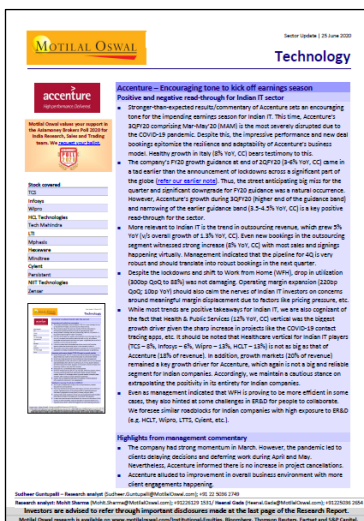 Sector Update | 23 June 2020
MOTILAL OSWAL
Technology
accenture
High performance. Delivered.
Motilal Oswal values your support in
the Asiamoney Brokers Poll 2020 for
India Research, Sales and Trading
team. We request your ballot.
Stock covered
TCS
Infosys
Wipro
HCL Technologies
Tech Mahindra
LTI
Mphasis
Hexaware
Mindtree
Cyient
Persistent
NIIT Technologies
Zensar
Accenture – Encouraging tone to kick off earnings season
Positive and negative read-through for Indian IT sector
Stronger-than-expected results/commentary of Accenture sets an encouraging
tone for the impending earnings season for Indian IT. This time, Accenture's
3QFY20 comprising Mar-May'20 (MAM) is the most severely disrupted due to
the COVID-19 pandemic. Despite this, the impressive performance and new deal
bookings epitomise the resilience and adaptability of Accenture's business
model. Healthy growth in Italy (8% YoY, CC) bears testimony to this.
The company's FY20 growth guidance at end of 2QFY20 (3-6% YoY, CC) came in
a tad earlier than the announcement of lockdowns across a significant part of
the globe (refer our earlier note). Thus, the street anticipating big miss for the
quarter and significant downgrade for FY20 guidance was a natural occurrence.
However, Accenture's growth during 3QFY20 (higher end of the guidance band)
and narrowing of the earlier guidance band (3.5-4.5% YoY, CC) is a key positive
read-through for the sector.
More relevant to Indian IT is the trend in outsourcing revenue, which grew 5%
YoY (v/s overall growth of 1.3% YoY, CC). Even new bookings in the outsourcing
segment witnessed strong increase (8% YoY, CC) with most sales and signings
happening virtually. Management indicated that the pipeline for 4Q is very
robust and should translate into robust bookings in the next quarter.
Despite the lockdowns and shift to Work from Home (WFH), drop in utilization
(300bp QoQ to 88%) was not damaging. Operating margin expansion (220bp
QoQ; 10bp YoY) should also calm the nerves of Indian IT investors on concerns
around meaningful margin displacement due to factors like pricing pressure, etc.
While most trends are positive takeaways for Indian IT, we are also cognizant of
the fact that Health & Public Services (12% YoY, CC) vertical was the biggest
growth driver given the sharp increase in projects like the COVID-19 contact
tracing apps, etc. It should be noted that Healthcare vertical for Indian IT players
(TCS – 8%, Infosys – 6%, Wipro – 13%, HCLT – 13%) is not as big as that of
Accenture (18% of revenue). In addition, growth markets (20% of revenue)
remained a key growth driver for Accenture, which again is not a big and reliable
segment for Indian companies. Accordingly, we maintain a cautious stance on
extrapolating the positivity in its entirety for Indian companies.
Even as management indicated that WFH is proving to be more efficient in some
cases, they also hinted at some challenges in ER&D for people to collaborate.
We foresee similar roadblocks for Indian companies with high exposure to ER&D
(e.g. HCLT, Wipro, LTTS, Cyient, etc.).
Highlights from management commentary
The company had strong momentum in March. However, the pandemic led to
clients delaying decisions and deferring work during April and May.
Nevertheless, Accenture informed there is no increase in project cancellations.
Accenture alluded to improvement in overall business environment with more
client engagements happening.
Investors are advised to refer through important disclosures made at the last page of the Research Report.